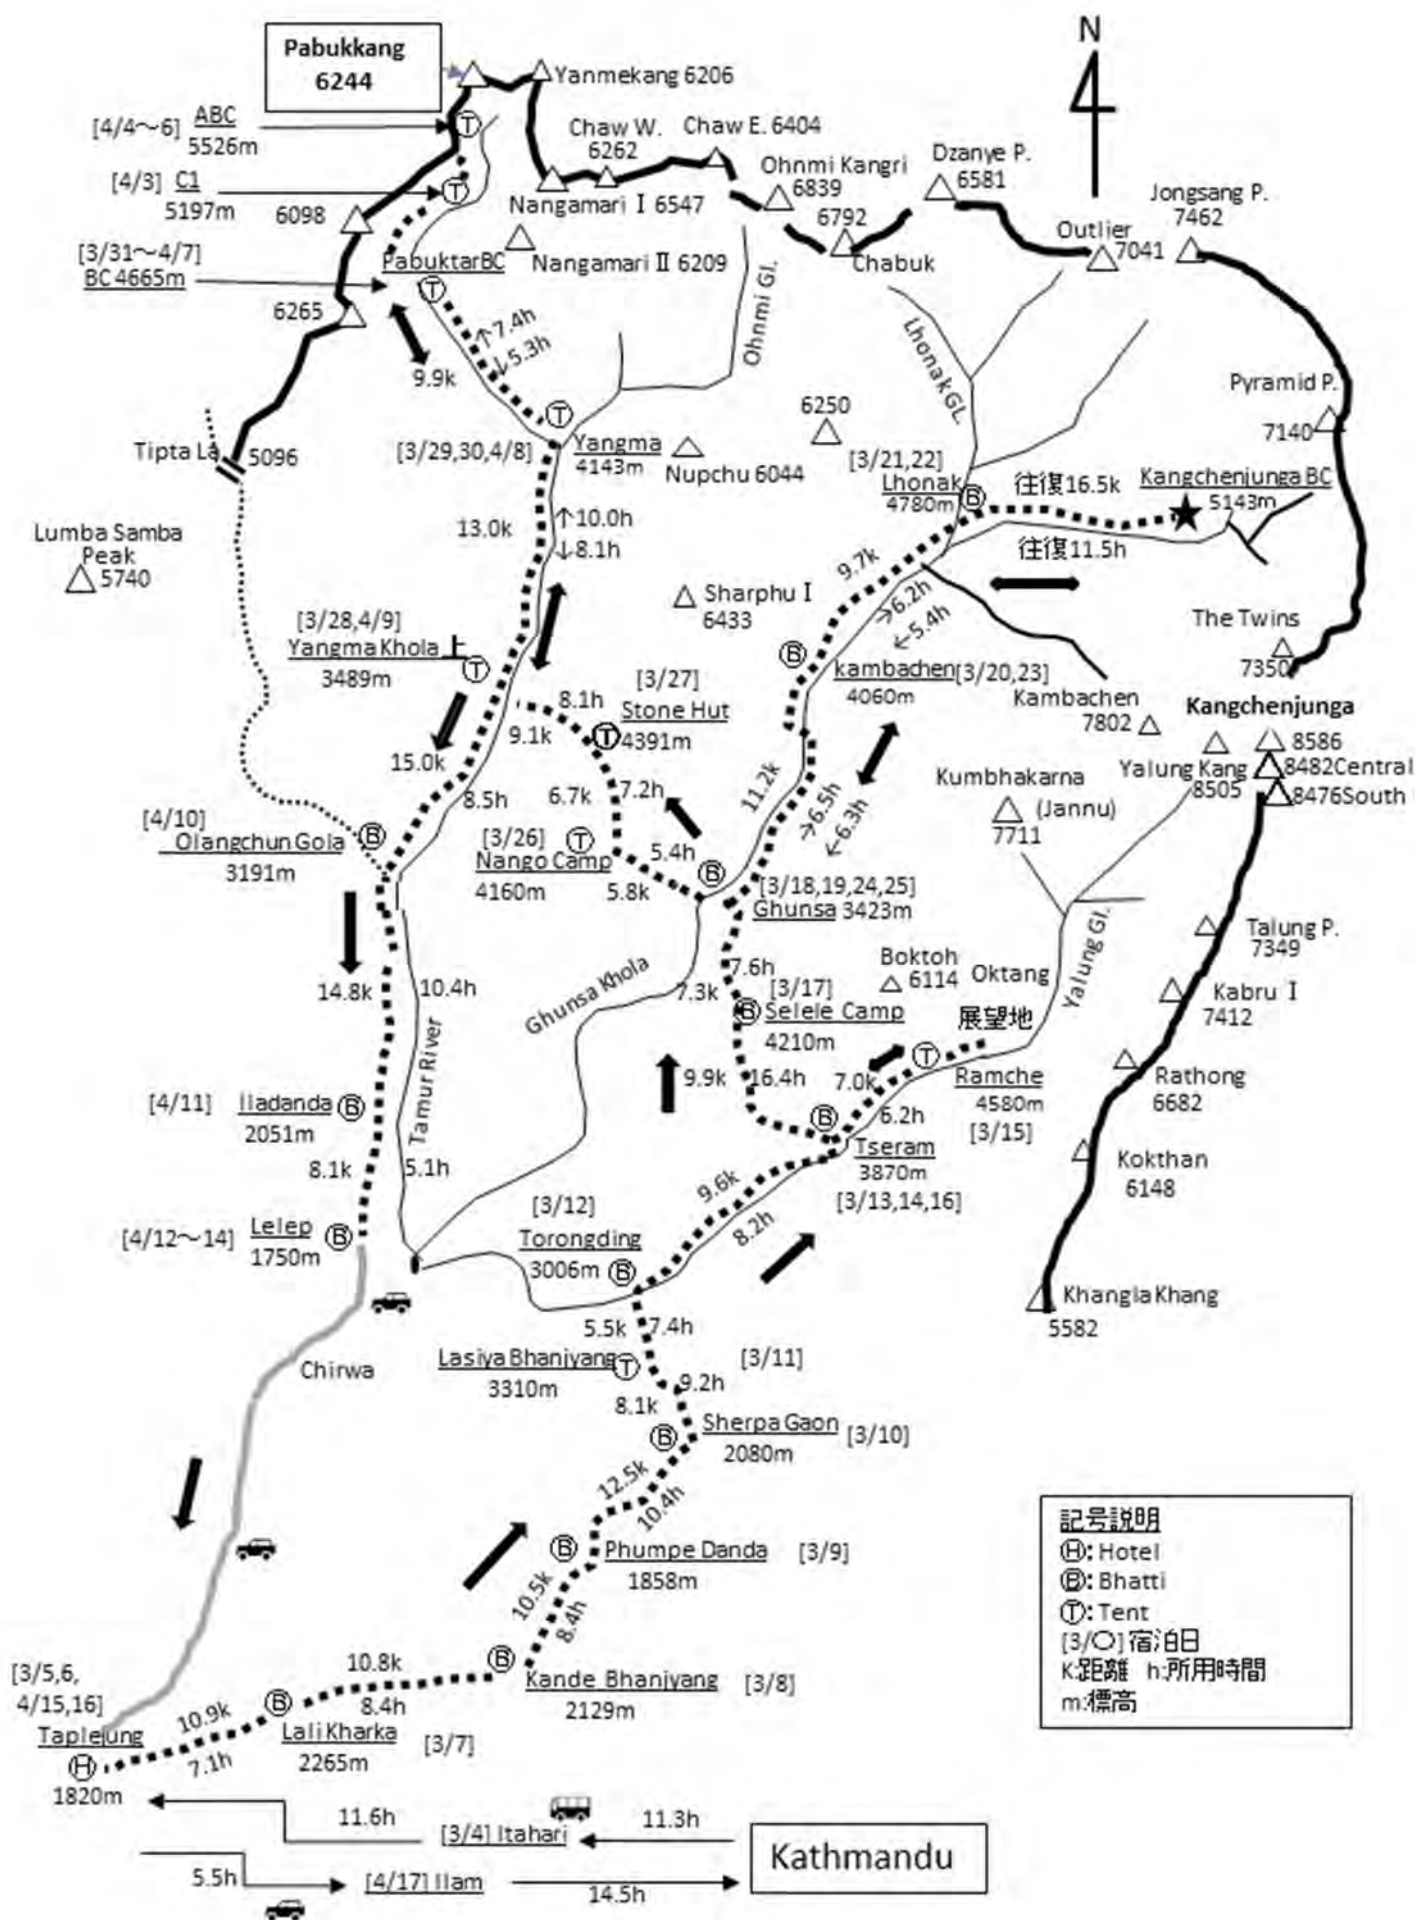 N
Pabukkang
6244
Yanmekang 6206
[4/4～6] ABC
5526m
Chaw W.
6262
Chaw E. 6404
Ohnmi Kangri
6839
Dzanye P.
6581
[4/3] C1
5197m
6098
Nangamari Ⅰ 6547
6792
Chabuk
Jongsang P.
7462
Outlier
7041
[3/31～4/7]
BC 4665m
Pabuktar BC
Nangamari Ⅱ 6209
6265
Ohnmi Gl.
Lhonak GL.
↑7.4h
↓5.3h
9.9k
Pyramid P.
7140
6250
Tipta La
5096
[3/29,30,4/8]
Yangma
4143m
Nupchu 6044
[3/21,22]
Lhonak
4780m
往復16.5k
Kangchenjunga BC
5143m
往復11.5h
13.0k
↑10.0h
↓8.1h
Lumba Samba
Peak
5740
9.7k
→6.2h
←5.4h
Sharphu Ⅰ
6433
The Twins
7350
[3/28,4/9]
Yangma Khola 上
3489m
kambachen[3/20,23]
4060m
Kambachen
7802
[3/27]
Stone Hut
4391m
8.1h
9.1k
Kangchenjunga
8586
8482Central
8476South
Yalung Kang
8505
15.0k
8.5h
6.7k
7.2h
11.2k
→6.5h
←6.3h
Kumbhakarna
(Jannu)
7711
[4/10]
Olangchun Gola
3191m
[3/26]
Nango Camp
4160m
5.4h
5.8k
[3/18,19,24,25]
Ghunsa 3423m
Talung P.
7349
14.8k
10.4h
Tamur River
Ghunsa Khola
7.6h
7.3k
[3/17]
Selele Camp
4210m
Boktoh
6114
Oktang
展望地
Yalung Gl.
Kabru Ⅰ
7412
9.9k
16.4h
7.0k
6.2h
Ramche
4580m
[3/15]
Rathong
6682
[4/11]
Iladanda
2051m
8.1k
5.1h
Tseram
3870m
[3/13,14,16]
Kokthan
6148
[4/12～14]
Lelep
1750m
[3/12]
Torongding
3006m
9.6k
8.2h
Khangla Khang
5582
Chirwa
5.5k
7.4h
Lasiya Bhanjyang
3310m
[3/11]
9.2h
8.1k
Sherpa Gaon
2080m
[3/10]
12.5k
10.4h
Phumpe Danda
1858m
[3/9]
10.5k
8.4h
Kande Bhanjyang
2129m
[3/8]
10.8k
8.4h
Lali Kharka
2265m
[3/7]
[3/5,6,
4/15,16]
Taplejung
1820m
10.9k
7.1h
記号説明
Ⓗ: Hotel
Ⓑ: Bhatti
Ⓣ: Tent
[3/○]宿泊日
K:距離 h:所用時間
m:標高
11.6h
[3/4] Itahari
11.3h
Kathmandu
5.5h
[4/17] Ilam
14.5h